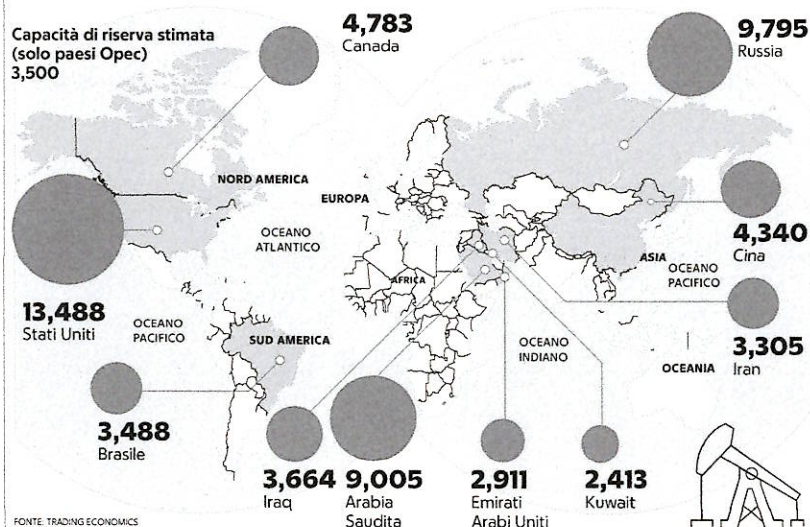 Capacità di riserva stimata
(solo paesi Opec)
3,500
4,783
Canada
9,795
Russia
NORD AMERICA
EUROPA
OCEANO
ATLANTICO
4,340
Cina
ASIA
OCEANO
PACIFICO
AFRICA
13,488
Stati Uniti
OCEANO
PACIFICO
SUD AMERICA
OCEANO
INDIANO
3,305
Iran
OCEANIA
3,488
Brasile
3,664
Iraq
9,005
Arabia
Saudita
2,911
Emirati
Arabi Uniti
2,413
Kuwait
FONTE: TRADING ECONOMICS